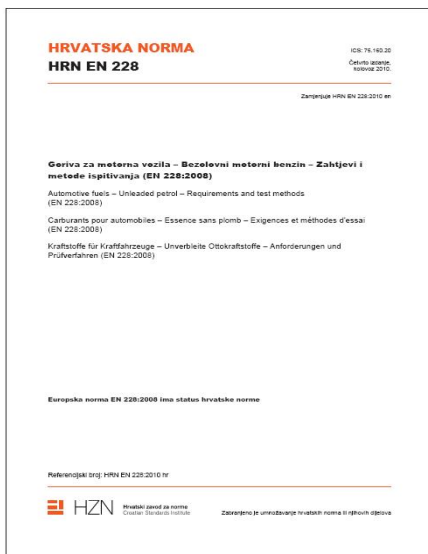 HRVATSKA NORMA
HRN EN 228
ICS: 75.160.20
Četvrto izdanje,
kolovoz 2010.
Zamjenjuje HRN EN 228:2010 en
Goriva za motorna vozila – Bezolovni motorni benzin – Zahtjevi i
metode ispitivanja (EN 228:2008)
Automotive fuels – Unleaded petrol – Requirements and test methods
(EN 228:2008)
Carburants pour automobiles – Essence sans plomb – Exigences et méthodes d'essai
(EN 228:2008)
Kraftstoffe für Kraftfahrzeuge – Unverbleite Ottokraftstoffe – Anforderungen und
Prüfverfahren (EN 228:2008)
Europska norma EN 228:2008 ima status hrvatske norme
Referencijski broj: HRN EN 228:2010 hr
HZN
Hrvatski zavod za norme
Croatian Standards Institute
Zabranjeno je umnožavanje hrvatskih norma ili njihovih dijelova